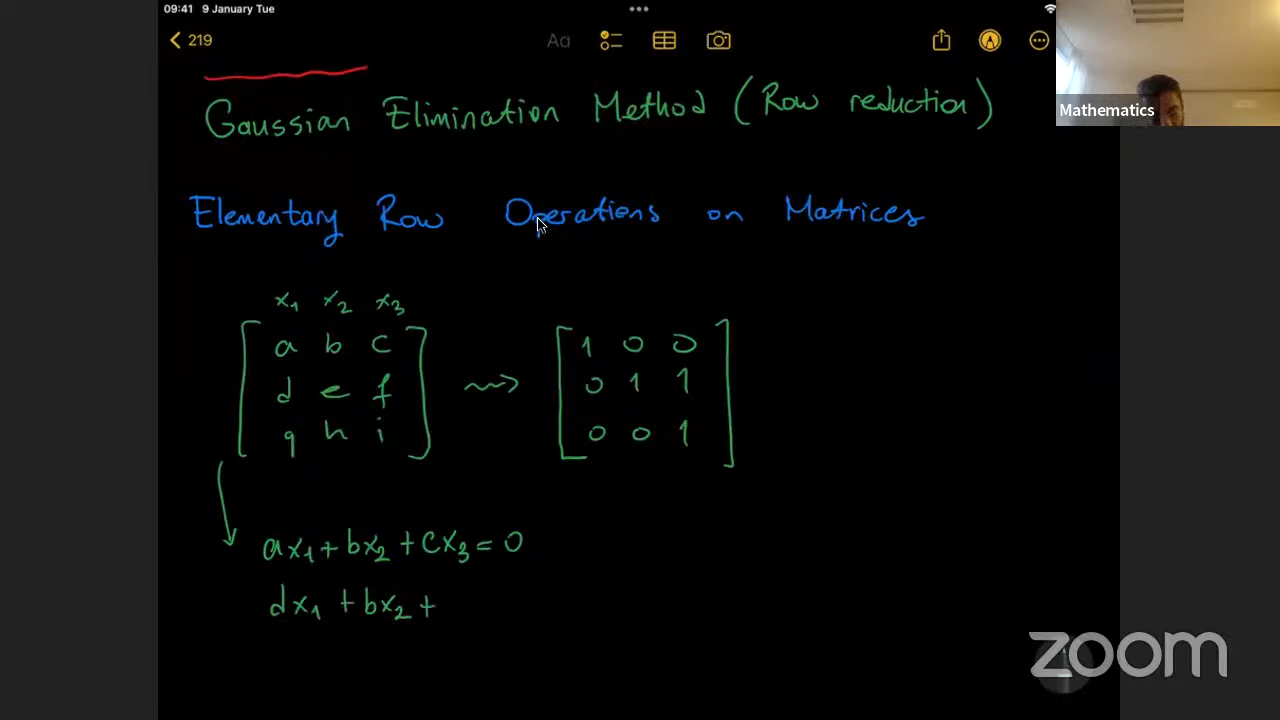 09:41 9 January Tue
219
Aa
Mathematics
Gaussian Elimination Method (Row reduction)
Elementary Row Operations on Matrices
x₁ x₂ x₃
a b c
d e f
g h i
1 0 0
0 1 1
0 0 1
ax₁ + bx₂ + cx₃ = 0
dx₁ + bx₂ +
zoom